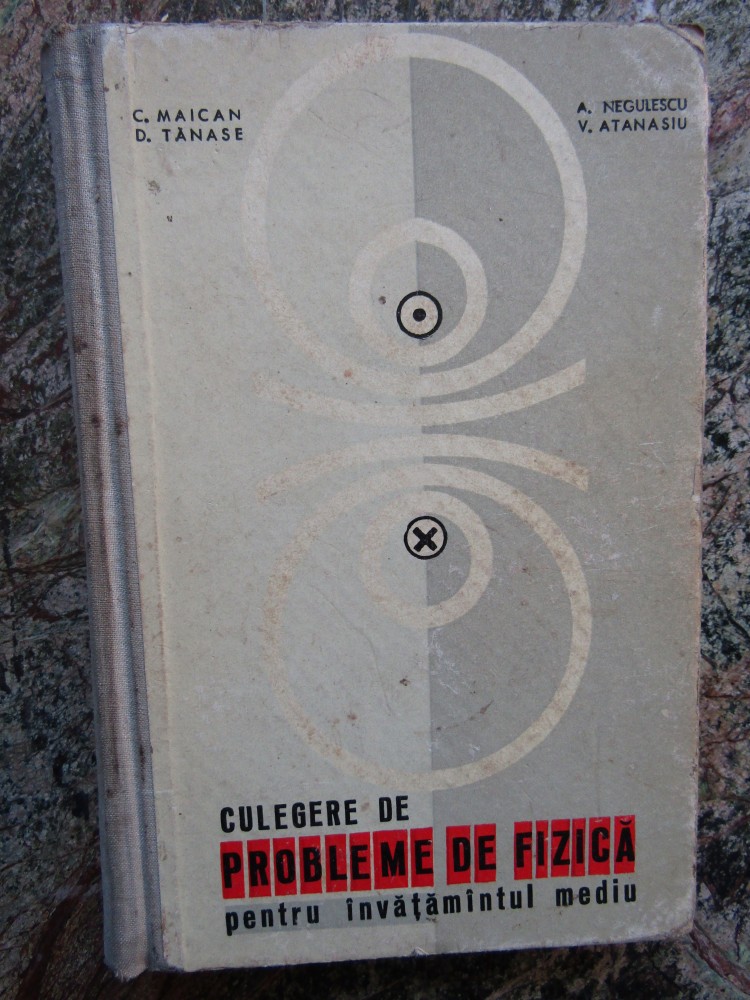 C. MAICAN
D. TĂNASE
A. NEGULESCU
V. ATANASIU
CULEGERE DE
PROBLEME DE FIZICĂ
pentru învățămîntul mediu